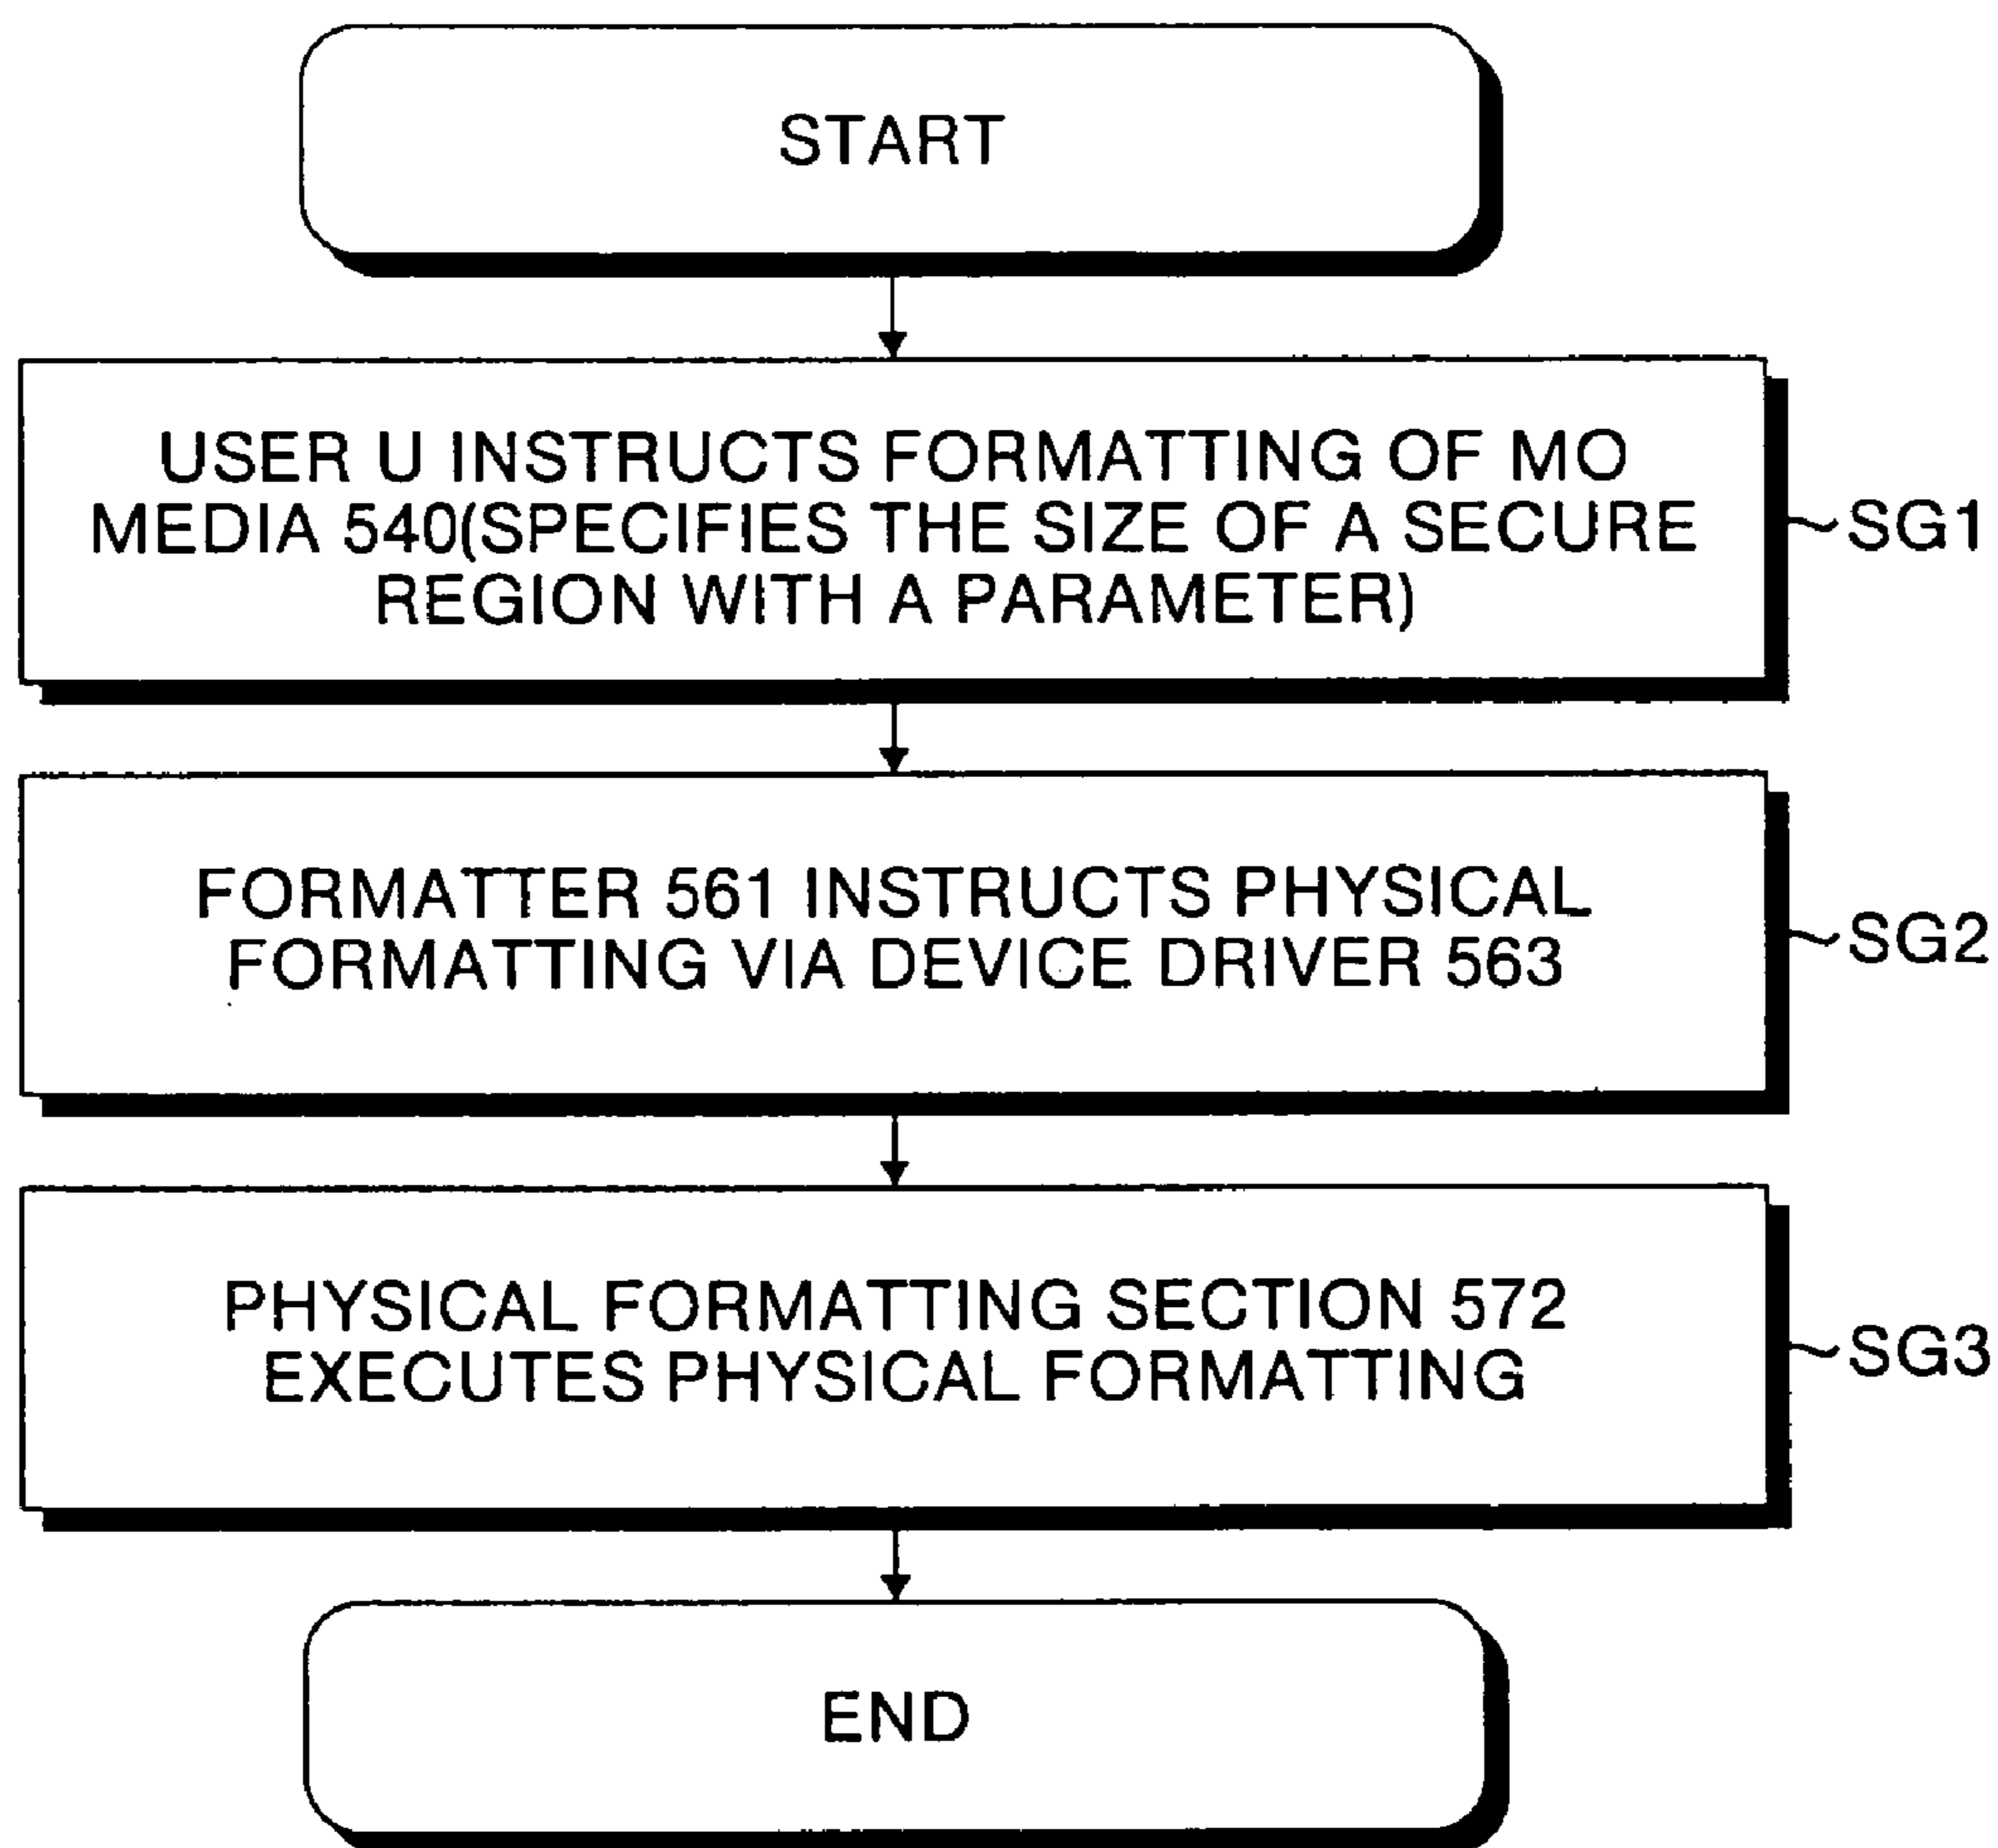 START
USER U INSTRUCTS FORMATTING OF MO
MEDIA 540(SPECIFIES THE SIZE OF A SECURE
REGION WITH A PARAMETER)
SG1
FORMATTER 561 INSTRUCTS PHYSICAL
FORMATTING VIA DEVICE DRIVER 563
SG2
PHYSICAL FORMATTING SECTION 572
EXECUTES PHYSICAL FORMATTING
SG3
END